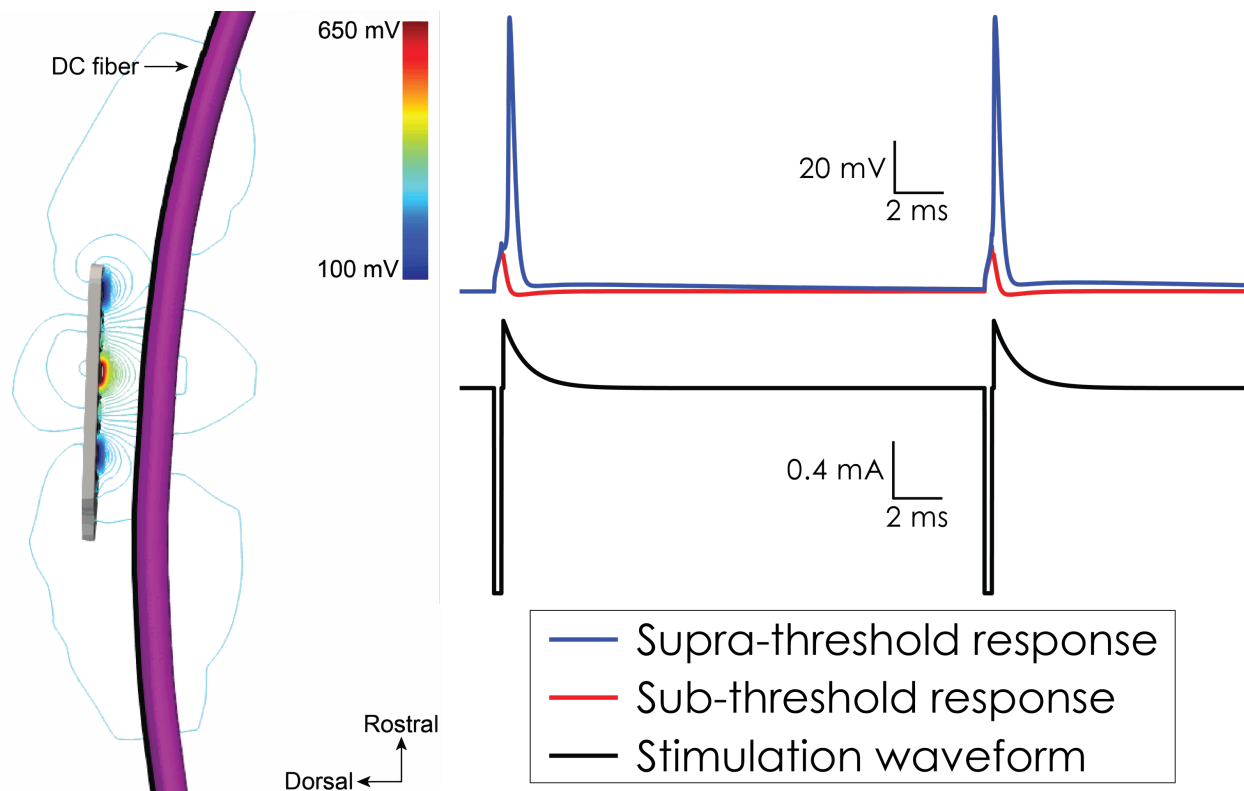 650 mV
DC fiber
100 mV
Rostral
Dorsal
20 mV
2 ms
0.4 mA
2 ms
Supra-threshold response
Sub-threshold response
Stimulation waveform